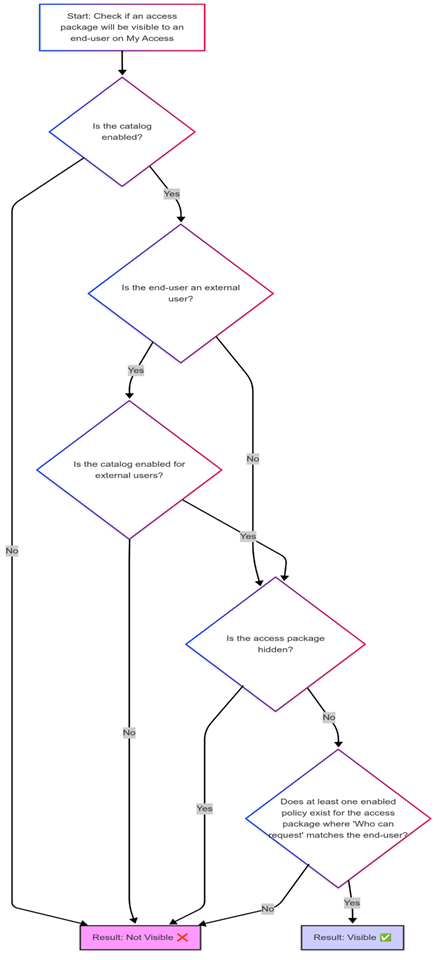 Start: Check if an access
package will be visible to an
end-user on My Access
Is the catalog
enabled?
Yes
Is the end-user an external
user?
Yes
No
Is the catalog enabled for
external users?
Yes
No
Is the access package
hidden?
No
No
Yes
Does at least one enabled
policy exist for the access
package where 'Who can
request' matches the end-user?
No
Yes
Result: Not Visible ❌
Result: Visible ✅